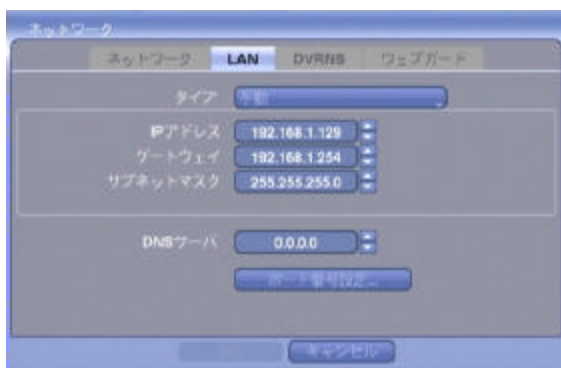 ネットワーク
ネットワーク LAN DVRNS ウェブガード
タイプ 手動
IPアドレス 192.168.1.129
ゲートウェイ 192.168.1.254
サブネットマスク 255.255.255.0
DNSサーバ 0.0.0.0
ポート番号設定...
キャンセル